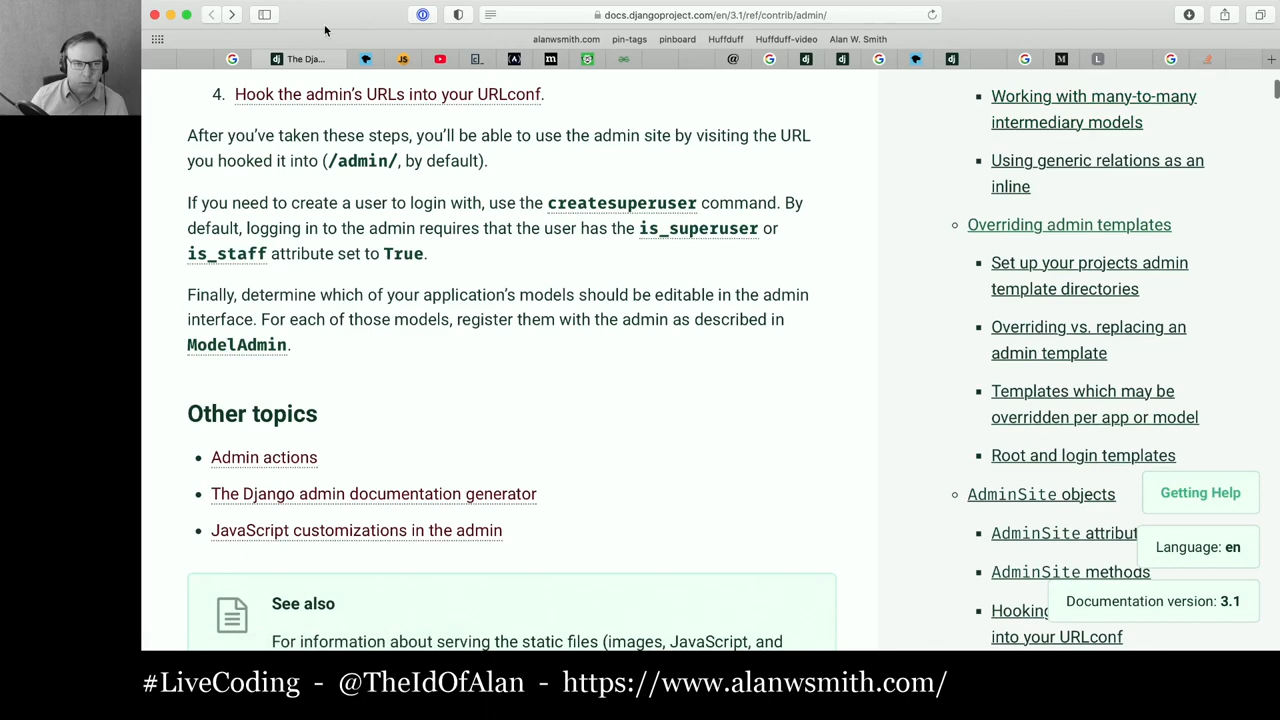 docs.djangoproject.com/en/3.1/ref/contrib/admin/
alanwsmith.com
pin-tags
pinboard
Huffduff
Huffduff-video
Alan W. Smith
The Dja...
4. Hook the admin's URLs into your URLconf.
After you've taken these steps, you'll be able to use the admin site by visiting the URL
you hooked it into (/admin/, by default).
If you need to create a user to login with, use the createsuperuser command. By
default, logging in to the admin requires that the user has the is_superuser or
is_staff attribute set to True.
Finally, determine which of your application's models should be editable in the admin
interface. For each of those models, register them with the admin as described in
ModelAdmin.
Other topics
Admin actions
The Django admin documentation generator
JavaScript customizations in the admin
See also
For information about serving the static files (images, JavaScript, and
Working with many-to-many
intermediary models
Using generic relations as an
inline
Overriding admin templates
Set up your projects admin
template directories
Overriding vs. replacing an
admin template
Templates which may be
overridden per app or model
Root and login templates
AdminSite objects
Getting Help
AdminSite attribut
Language: en
AdminSite methods
Documentation version: 3.1
Hooking
into your URLconf
#LiveCoding - @TheIdOfAlan - https://www.alanwsmith.com/